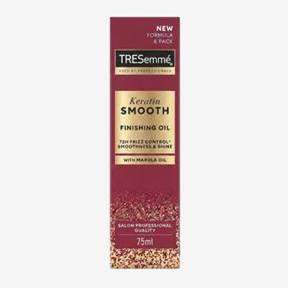 NEW
FORMULA
& PACK
TRESemmé
USED BY PROFESSIONALS
Keratin
SMOOTH
FINISHING OIL
72H FRIZZ CONTROL*
SMOOTHNESS & SHINE
WITH MARULA OIL
SALON PROFESSIONAL
QUALITY
75ml